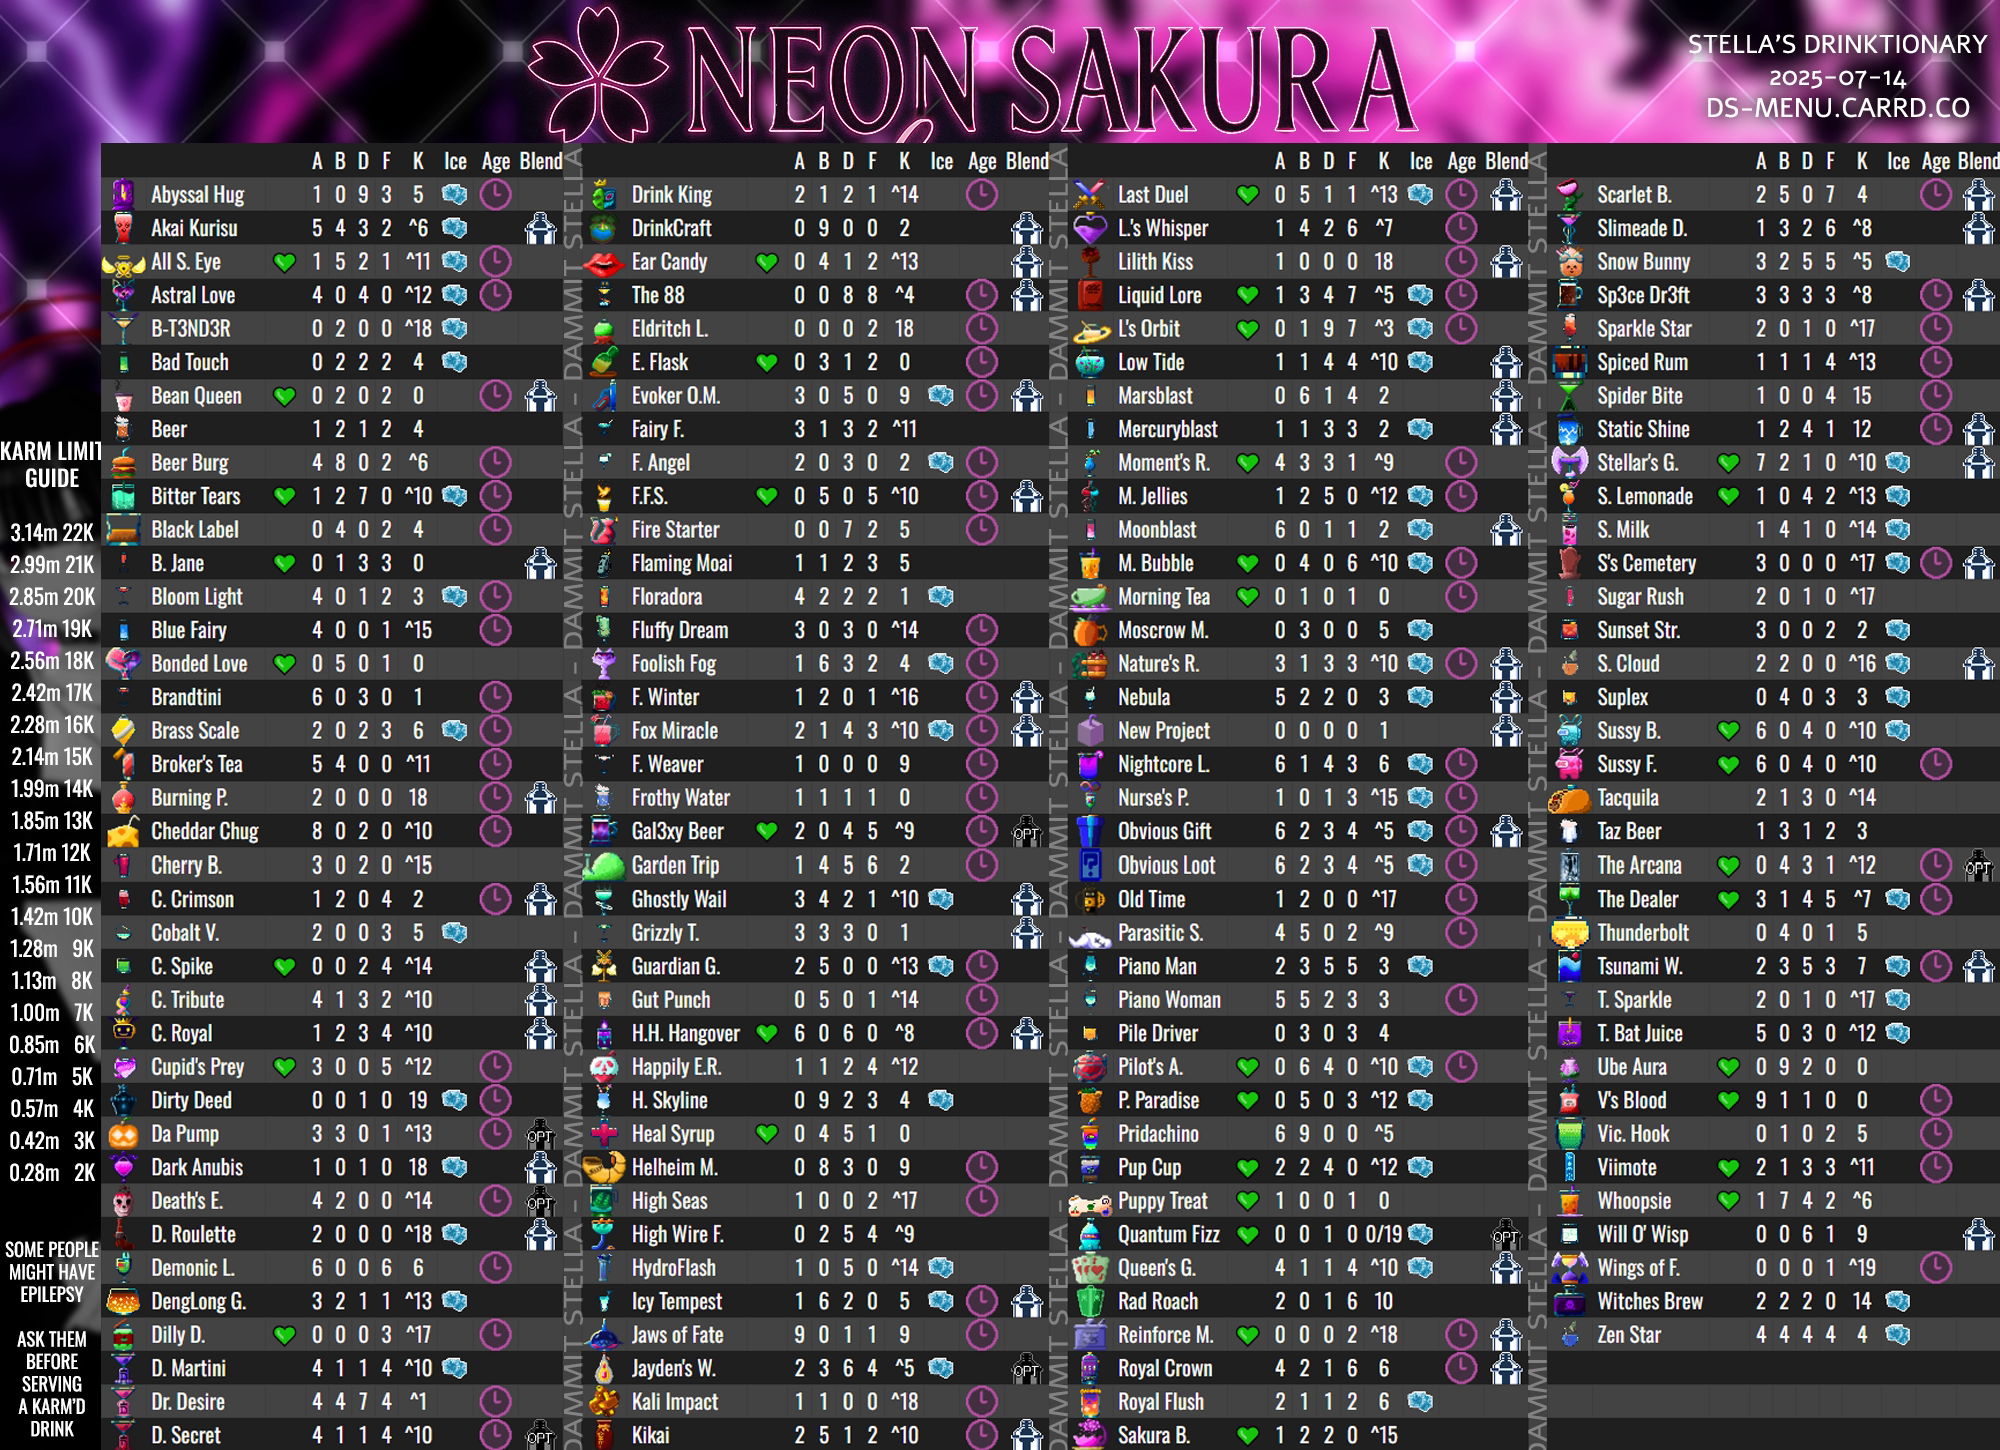 NEON SAKURA
STELLA'S DRINKTIONARY
2025-07-14
DS-MENU.CARRD.CO
KARM LIMIT
GUIDE
3.14m 22K
2.99m 21K
2.85m 20K
2.71m 19K
2.56m 18K
2.42m 17K
2.28m 16K
2.14m 15K
1.99m 14K
1.85m 13K
1.71m 12K
1.56m 11K
1.42m 10K
1.28m 9K
1.13m 8K
1.00m 7K
0.85m 6K
0.71m 5K
0.57m 4K
0.42m 3K
0.28m 2K
SOME PEOPLE
MIGHT HAVE
EPILEPSY
ASK THEM
BEFORE
SERVING
A KARM'D
DRINK
A B D F K Ice Age Blend
Abyssal Hug 1 0 9 3 5
Akai Kurisu 5 4 3 2 ^6
All S. Eye 1 5 2 1 ^11
Astral Love 4 0 4 0 ^12
B-T3ND3R 0 2 0 0 ^18
Bad Touch 0 2 2 2 4
Bean Queen 0 2 0 2 0
Beer 1 2 1 2 4
Beer Burg 4 8 0 2 ^6
Bitter Tears 1 2 7 0 ^10
Black Label 0 4 0 2 4
B. Jane 0 1 3 3 0
Bloom Light 4 0 1 2 3
Blue Fairy 4 0 0 1 ^15
Bonded Love 0 5 0 1 0
Brandtini 6 0 3 0 1
Brass Scale 2 0 2 3 6
Broker's Tea 5 4 0 0 ^11
Burning P. 2 0 0 0 18
Cheddar Chug 8 0 2 0 ^10
Cherry B. 3 0 2 0 ^15
C. Crimson 1 2 0 4 2
Cobalt V. 2 0 0 3 5
C. Spike 0 0 2 4 ^14
C. Tribute 4 1 3 2 ^10
C. Royal 1 2 3 4 ^10
Cupid's Prey 3 0 0 5 ^12
Dirty Deed 0 0 1 0 19
Da Pump 3 3 0 1 ^13 OPT
Dark Anubis 1 0 1 0 18
Death's E. 4 2 0 0 ^14 OPT
D. Roulette 2 0 0 0 ^18
Demonic L. 6 0 0 6 6
DengLong G. 3 2 1 1 ^13
Dilly D. 0 0 0 3 ^17
D. Martini 4 1 1 4 ^10
Dr. Desire 4 4 7 4 ^1
D. Secret 4 1 1 4 ^10 OPT
A B D F K Ice Age Blend
Drink King 2 1 2 1 ^14
DrinkCraft 0 9 0 0 2
Ear Candy 0 4 1 2 ^13
The 88 0 0 8 8 ^4
Eldritch L. 0 0 0 2 18
E. Flask 0 3 1 2 0
Evoker O.M. 3 0 5 0 9
Fairy F. 3 1 3 2 ^11
F. Angel 2 0 3 0 2
F.F.S. 0 5 0 5 ^10
Fire Starter 0 0 7 2 5
Flaming Moai 1 1 2 3 5
Floradora 4 2 2 2 1
Fluffy Dream 3 0 3 0 ^14
Foolish Fog 1 6 3 2 4
F. Winter 1 2 0 1 ^16
Fox Miracle 2 1 4 3 ^10
F. Weaver 1 0 0 0 9
Frothy Water 1 1 1 1 0
Gal3xy Beer 2 0 4 5 ^9 OPT
Garden Trip 1 4 5 6 2
Ghostly Wail 3 4 2 1 ^10
Grizzly T. 3 3 3 0 1
Guardian G. 2 5 0 0 ^13
Gut Punch 0 5 0 1 ^14
H.H. Hangover 6 0 6 0 ^8
Happily E.R. 1 1 2 4 ^12
H. Skyline 0 9 2 3 4
Heal Syrup 0 4 5 1 0
Helheim M. 0 8 3 0 9
High Seas 1 0 0 2 ^17
High Wire F. 0 2 5 4 ^9
HydroFlash 1 0 5 0 ^14
Icy Tempest 1 6 2 0 5
Jaws of Fate 9 0 1 1 9
Jayden's W. 2 3 6 4 ^5 OPT
Kali Impact 1 1 0 0 ^18
Kikai 2 5 1 2 ^10
A B D F K Ice Age Blend
Last Duel 0 5 1 1 ^13
L.'s Whisper 1 4 2 6 ^7
Lilith Kiss 1 0 0 0 18
Liquid Lore 1 3 4 7 ^5
L's Orbit 0 1 9 7 ^3
Low Tide 1 1 4 4 ^10
Marsblast 0 6 1 4 2
Mercuryblast 1 1 3 3 2
Moment's R. 4 3 3 1 ^9
M. Jellies 1 2 5 0 ^12
Moonblast 6 0 1 1 2
M. Bubble 0 4 0 6 ^10
Morning Tea 0 1 0 1 0
Moscrow M. 0 3 0 0 5
Nature's R. 3 1 3 3 ^10
Nebula 5 2 2 0 3
New Project 0 0 0 0 1
Nightcore L. 6 1 4 3 6
Nurse's P. 1 0 1 3 ^15
Obvious Gift 6 2 3 4 ^5
Obvious Loot 6 2 3 4 ^5
Old Time 1 2 0 0 ^17
Parasitic S. 4 5 0 2 ^9
Piano Man 2 3 5 5 3
Piano Woman 5 5 2 3 3
Pile Driver 0 3 0 3 4
Pilot's A. 0 6 4 0 ^10
P. Paradise 0 5 0 3 ^12
Pridachino 6 9 0 0 ^5
Pup Cup 2 2 4 0 ^12
Puppy Treat 1 0 0 1 0
Quantum Fizz 0 0 1 0 0/19 OPT
Queen's G. 4 1 1 4 ^10
Rad Roach 2 0 1 6 10
Reinforce M. 0 0 0 2 ^18
Royal Crown 4 2 1 6 6
Royal Flush 2 1 1 2 6
Sakura B. 1 2 2 0 ^15
A B D F K Ice Age Blend
Scarlet B. 2 5 0 7 4
Slimeade D. 1 3 2 6 ^8
Snow Bunny 3 2 5 5 ^5
Sp3ce Dr3ft 3 3 3 3 ^8
Sparkle Star 2 0 1 0 ^17
Spiced Rum 1 1 1 4 ^13
Spider Bite 1 0 0 4 15
Static Shine 1 2 4 1 12
Stellar's G. 7 2 1 0 ^10
S. Lemonade 1 0 4 2 ^13
S. Milk 1 4 1 0 ^14
S's Cemetery 3 0 0 0 ^17
Sugar Rush 2 0 1 0 ^17
Sunset Str. 3 0 0 2 2
S. Cloud 2 2 0 0 ^16
Suplex 0 4 0 3 3
Sussy B. 6 0 4 0 ^10
Sussy F. 6 0 4 0 ^10
Tacquila 2 1 3 0 ^14
Taz Beer 1 3 1 2 3
The Arcana 0 4 3 1 ^12 OPT
The Dealer 3 1 4 5 ^7
Thunderbolt 0 4 0 1 5
Tsunami W. 2 3 5 3 7
T. Sparkle 2 0 1 0 ^17
T. Bat Juice 5 0 3 0 ^12
Ube Aura 0 9 2 0 0
V's Blood 9 1 1 0 0
Vic. Hook 0 1 0 2 5
Viimote 2 1 3 3 ^11
Whoopsie 1 7 4 2 ^6
Will O' Wisp 0 0 6 1 9
Wings of F. 0 0 0 1 ^19
Witches Brew 2 2 2 0 14
Zen Star 4 4 4 4 4
DAMMIT STELLA - DAMMIT STELLA - DAMMIT STELLA - DAMMIT STELLA
DAMMIT STELLA - DAMMIT STELLA - DAMMIT STELLA - DAMMIT STELLA
DAMMIT STELLA - DAMMIT STELLA - DAMMIT STELLA - DAMMIT STELLA